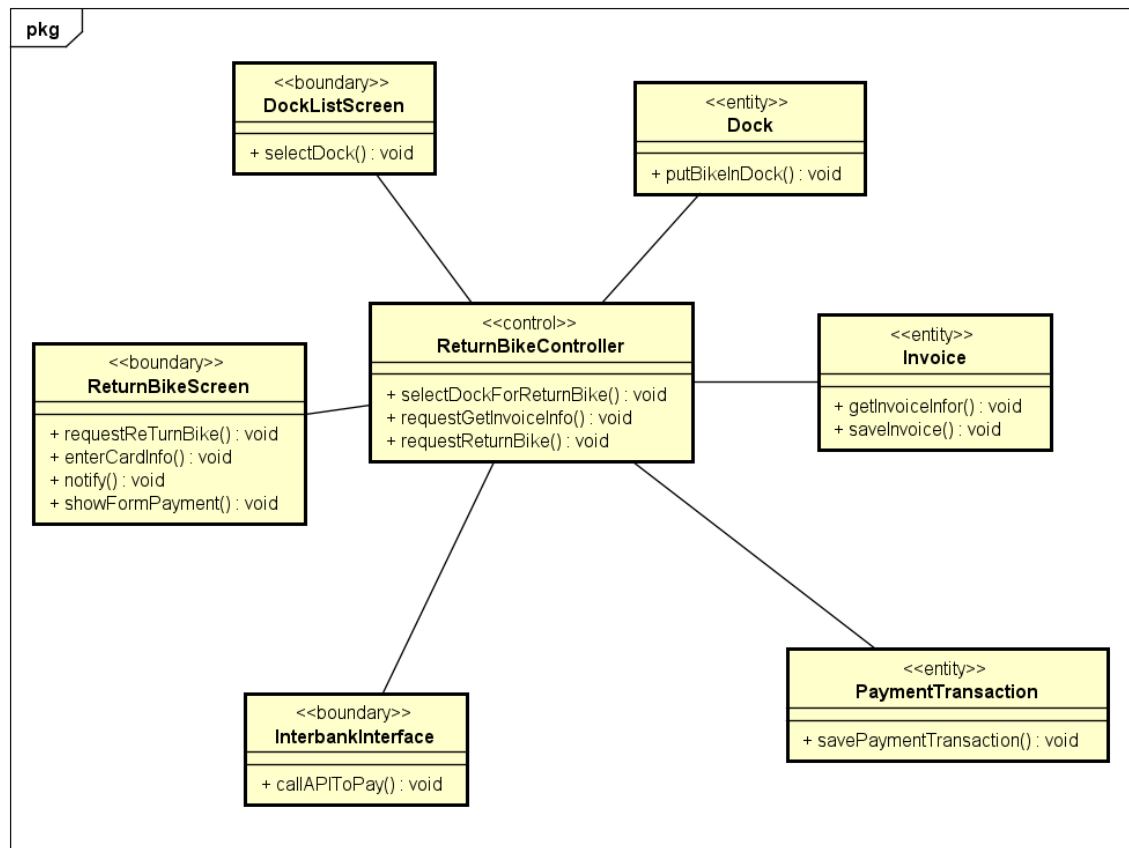 pkg
<<boundary>>
DockListScreen
+ selectDock() : void
<<entity>>
Dock
+ putBikeInDock() : void
<<control>>
ReturnBikeController
+ selectDockForReturnBike() : void
+ requestGetInvoiceInfo() : void
+ requestReturnBike() : void
<<entity>>
Invoice
+ getInvoiceInfor() : void
+ saveInvoice() : void
<<boundary>>
ReturnBikeScreen
+ requestReTurnBike() : void
+ enterCardInfo() : void
+ notify() : void
+ showFormPayment() : void
<<entity>>
PaymentTransaction
+ savePaymentTransaction() : void
<<boundary>>
InterbankInterface
+ callAPIToPay() : void